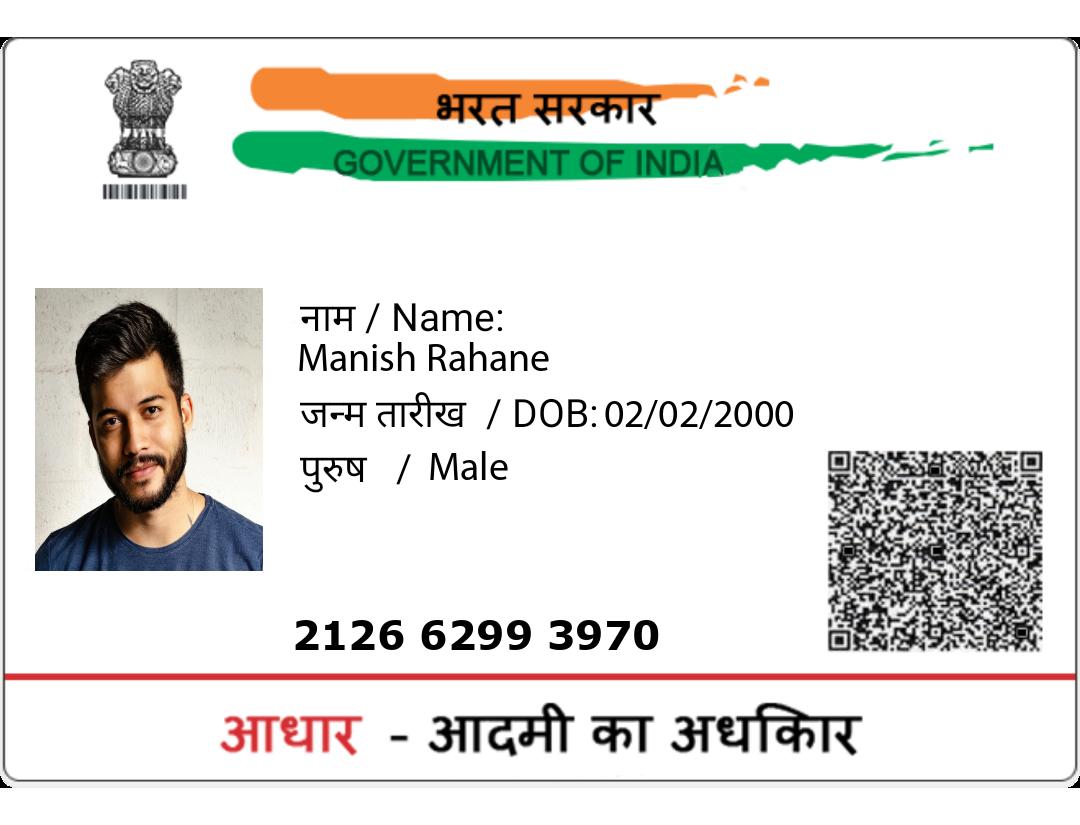 भरत सरकार
GOVERNMENT OF INDIA
नाम / Name:
Manish Rahane
जन्म तारीख / DOB: 02/02/2000
पुरुष / Male
2126 6299 3970
आधार - आदमी का अधकिार